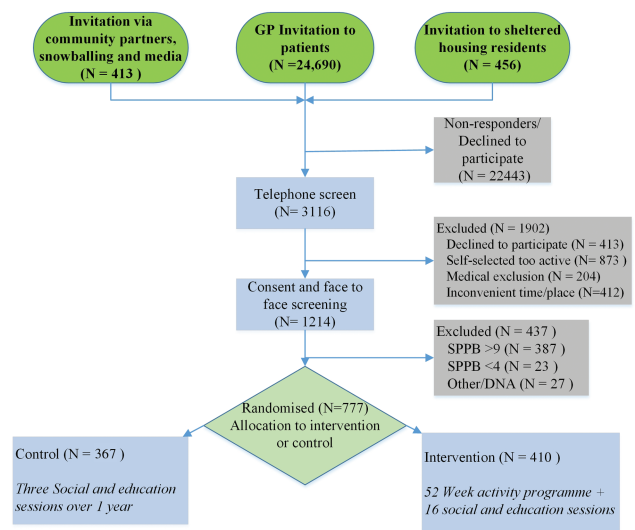 Invitation via
community partners,
snowballing and media
(N = 413 )
GP Invitation to
patients
(N =24,690)
Invitation to sheltered
housing residents
(N = 456)
Non-responders/
Declined to
participate
(N = 22443)
Telephone screen
(N= 3116)
Excluded (N = 1902)
Declined to participate (N = 413)
Self-selected too active (N= 873 )
Medical exclusion (N = 204)
Inconvenient time/place (N=412)
Consent and face to
face screening
(N = 1214)
Excluded (N = 437 )
SPPB >9 (N = 387 )
SPPB <4 (N = 23 )
Other/DNA (N = 27 )
Randomised (N=777)
Allocation to intervention
or control
Control (N = 367 )
Three Social and education
sessions over 1 year
Intervention (N = 410 )
52 Week activity programme +
16 social and education sessions